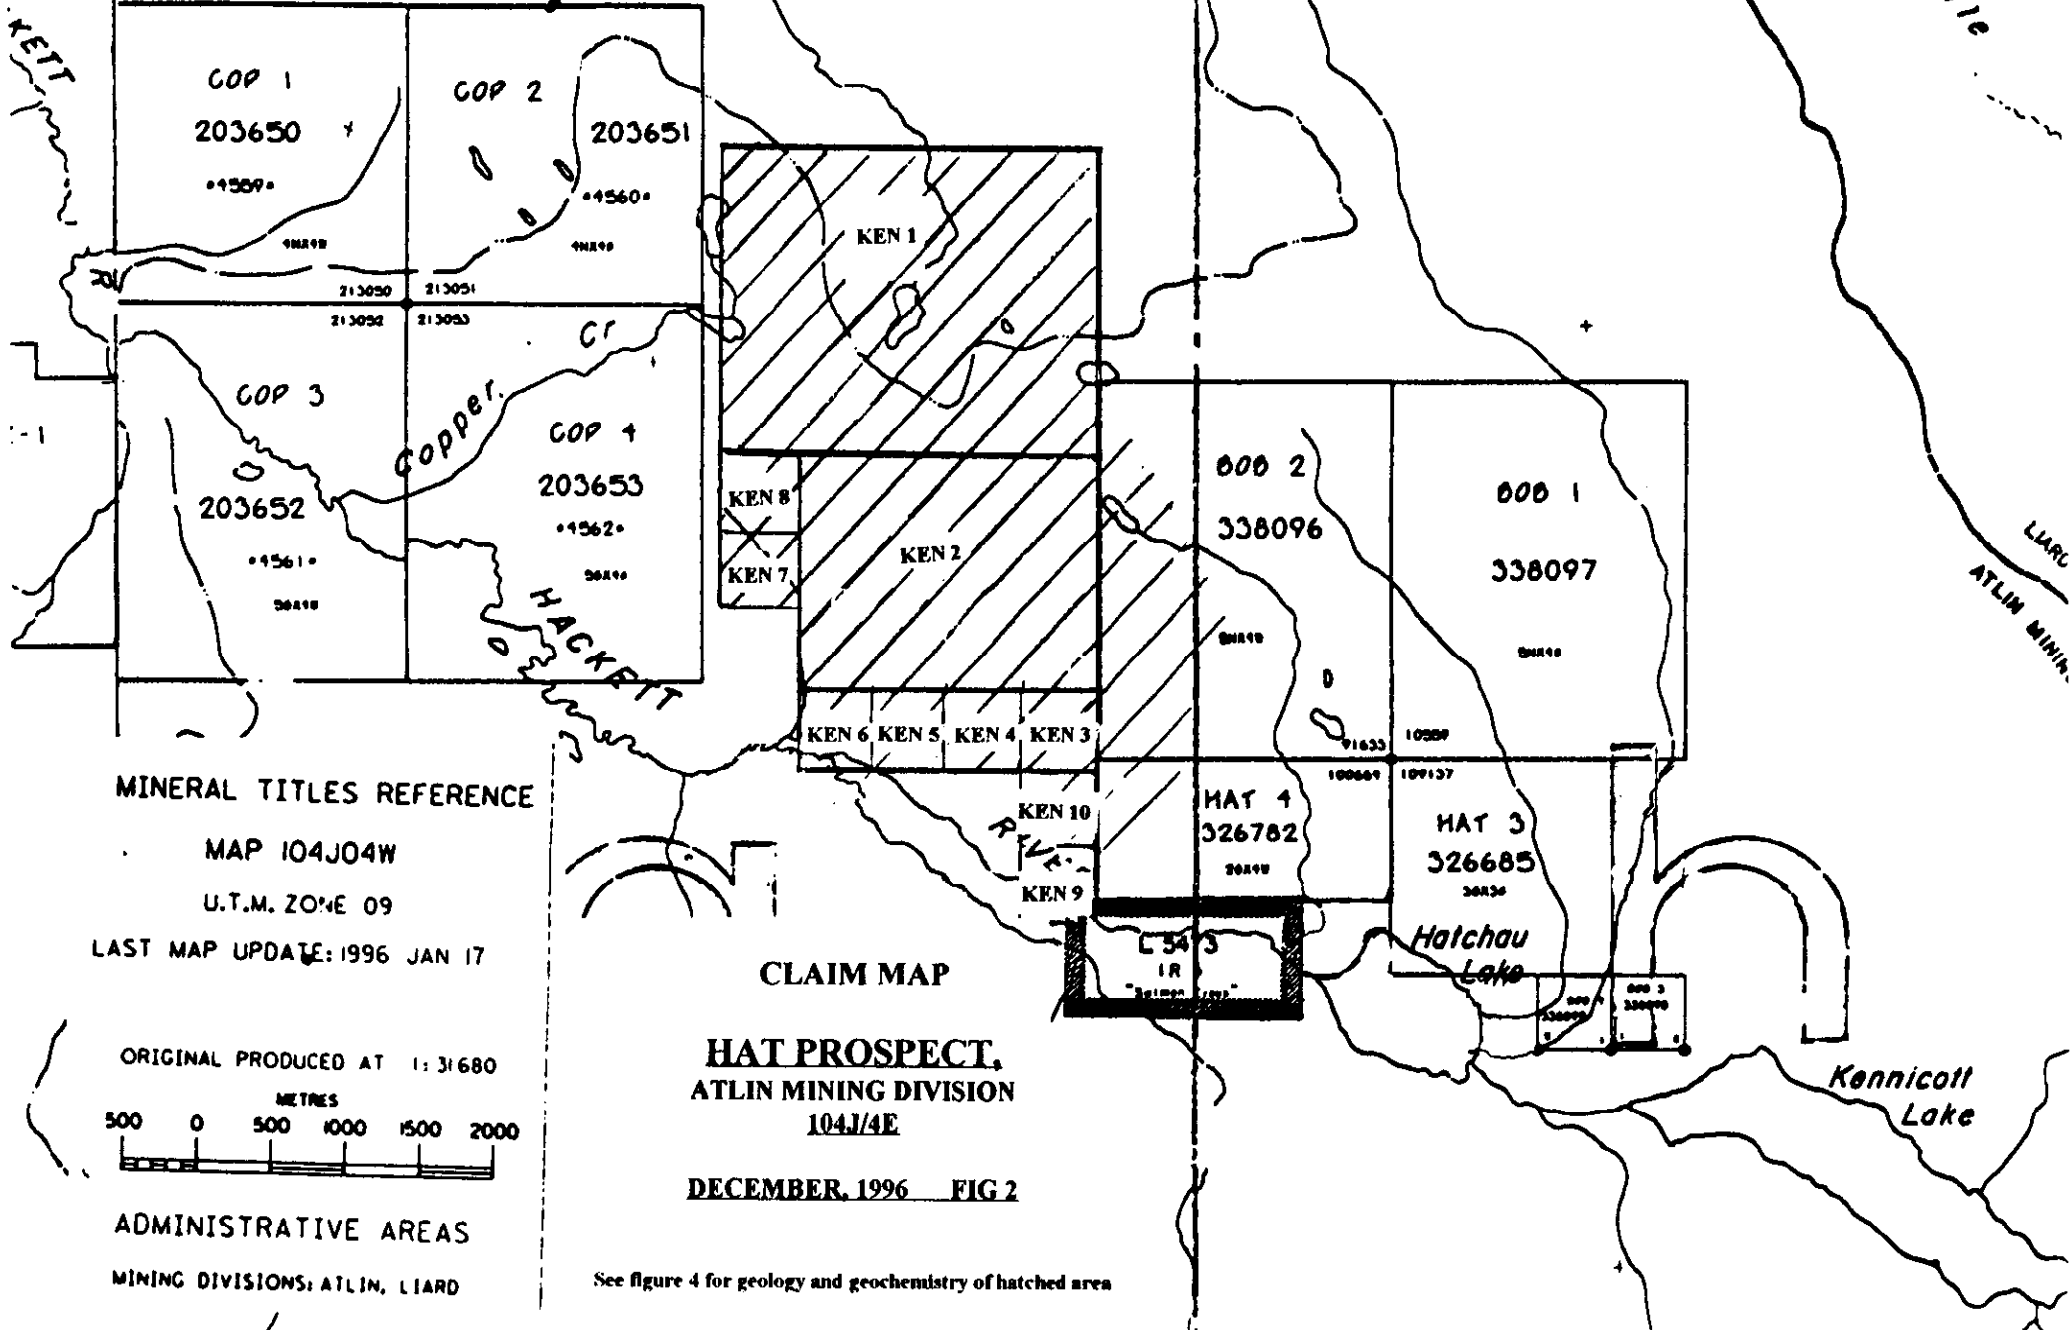 KETT
COP 1
203650
COP 2
203651
•4560•
KEN 1
R
213050
213051
213052
213053
Cr
COP 3
203652
•4561•
Copper.
COP 4
203653
•4562•
KEN 8
KEN 7
KEN 2
HACKETT
KEN 6
KEN 5
KEN 4
KEN 3
KEN 10
RIVE
KEN 9
BOB 2
338096
BOB 1
338097
LIARD
ATLIN MININ
HAT 4
326782
HAT 3
326685
Hatchau
Lake
Kennicott
Lake
MINERAL TITLES REFERENCE
MAP 104J04W
U.T.M. ZONE 09
LAST MAP UPDATE: 1996 JAN 17
ORIGINAL PRODUCED AT 1: 31680
METRES
500 0 500 1000 1500 2000
ADMINISTRATIVE AREAS
MINING DIVISIONS: ATLIN, LIARD
CLAIM MAP
HAT PROSPECT,
ATLIN MINING DIVISION
104J/4E
DECEMBER, 1996 FIG 2
See figure 4 for geology and geochemistry of hatched area